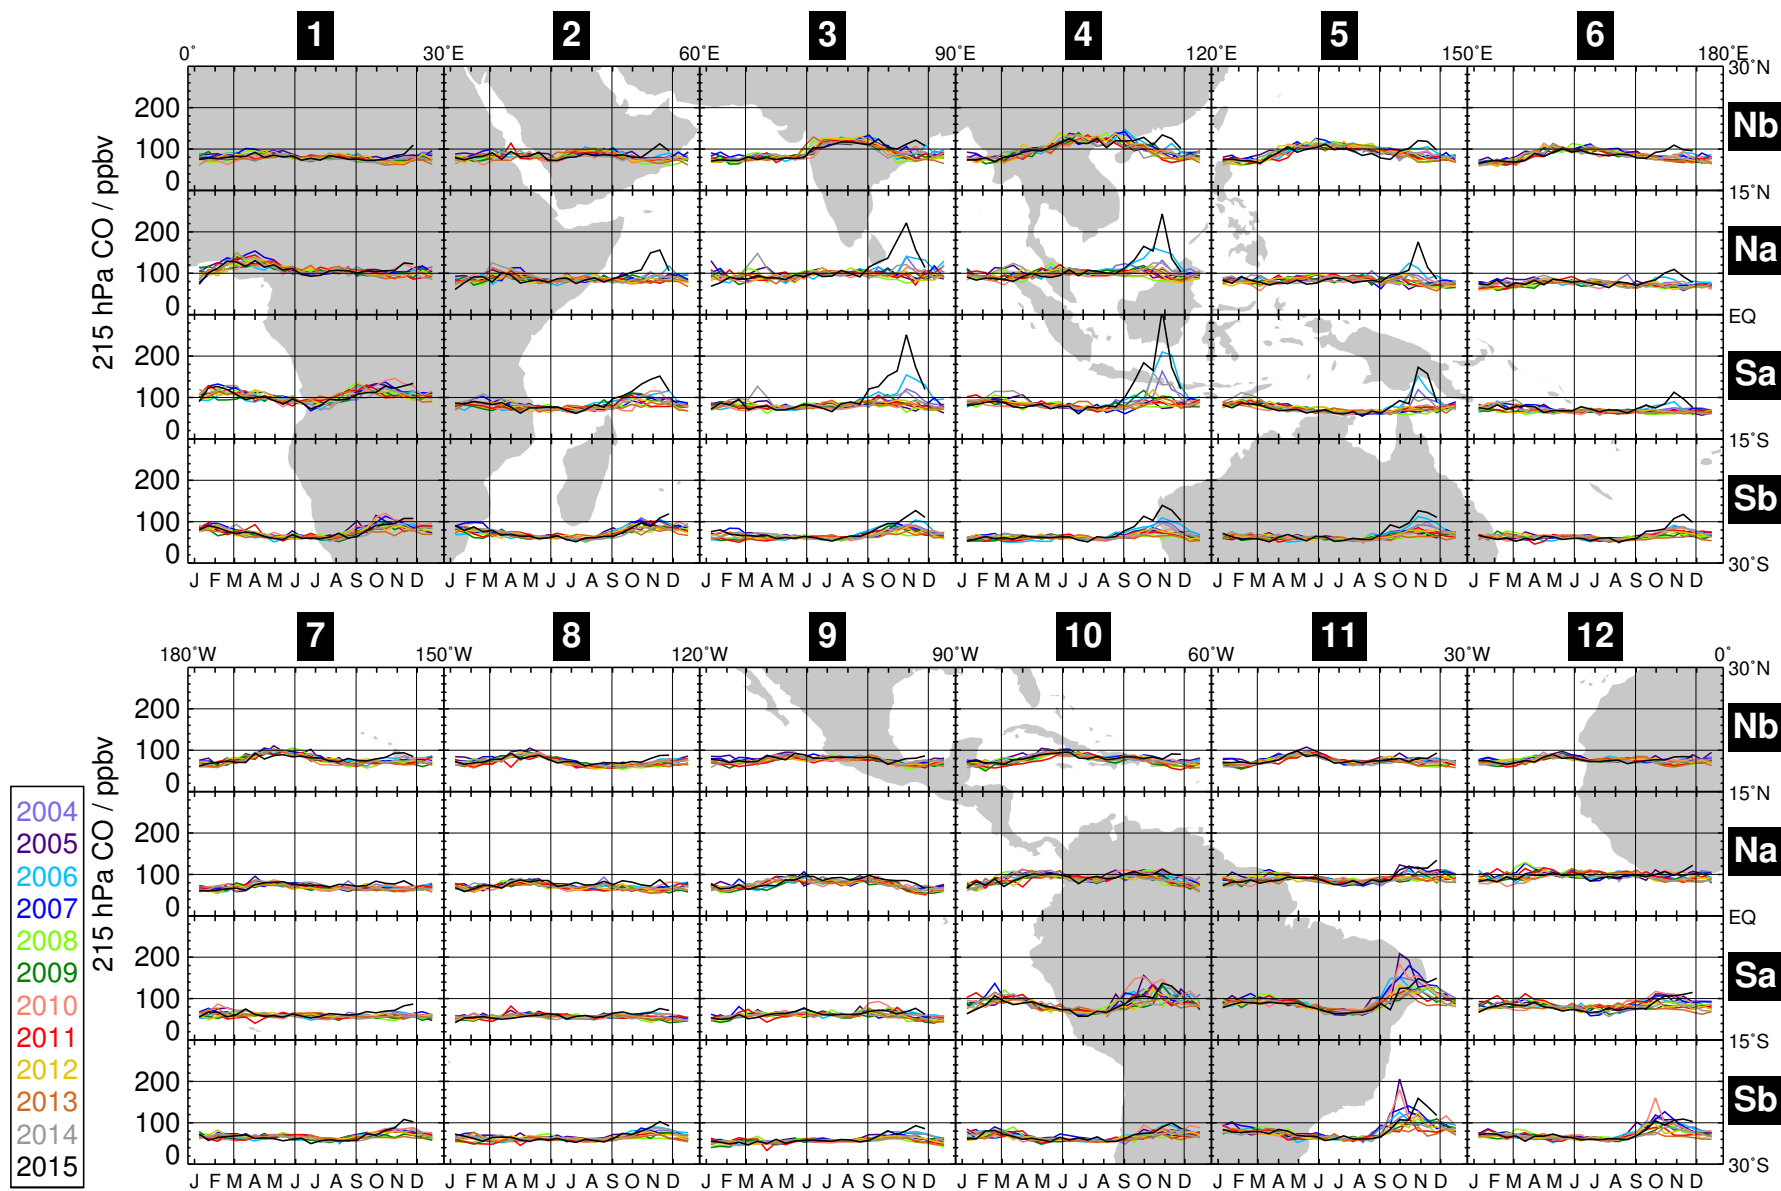 1 2 3 4 5 6
0° 30°E 60°E 90°E 120°E 150°E 180°E
30°N
200
100
0
Nb
15°N
200
100
0
Na
EQ
200
100
0
Sa
15°S
200
100
0
Sb
30°S
215 hPa CO / ppbv
J F M A M J J A S O N D J F M A M J J A S O N D J F M A M J J A S O N D J F M A M J J A S O N D J F M A M J J A S O N D J F M A M J J A S O N D
7 8 9 10 11 12
180°W 150°W 120°W 90°W 60°W 30°W 0°
30°N
200
100
0
Nb
15°N
200
100
0
Na
EQ
200
100
0
Sa
15°S
200
100
0
Sb
30°S
215 hPa CO / ppbv
J F M A M J J A S O N D J F M A M J J A S O N D J F M A M J J A S O N D J F M A M J J A S O N D J F M A M J J A S O N D J F M A M J J A S O N D
2004
2005
2006
2007
2008
2009
2010
2011
2012
2013
2014
2015